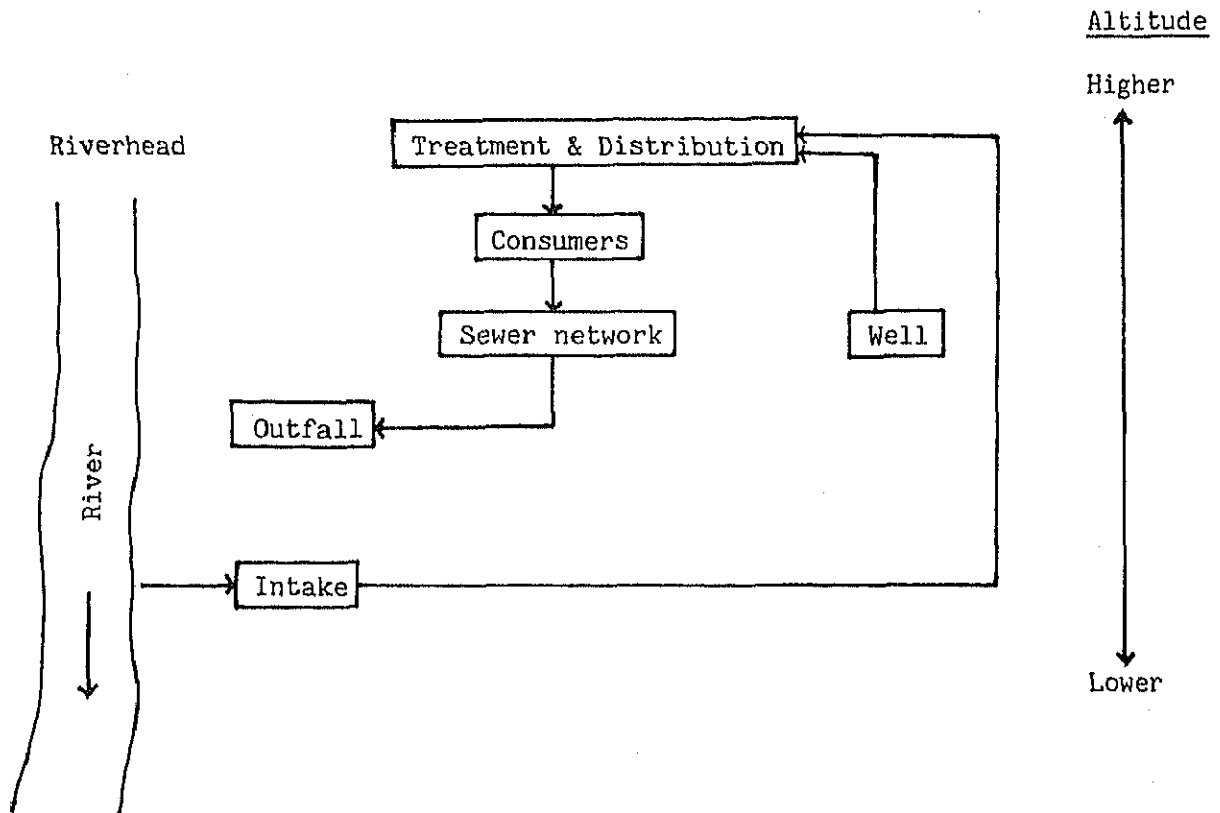 Altitude
Higher
Riverhead
Treatment & Distribution
Consumers
Sewer network
Well
Outfall
River
Intake
Lower